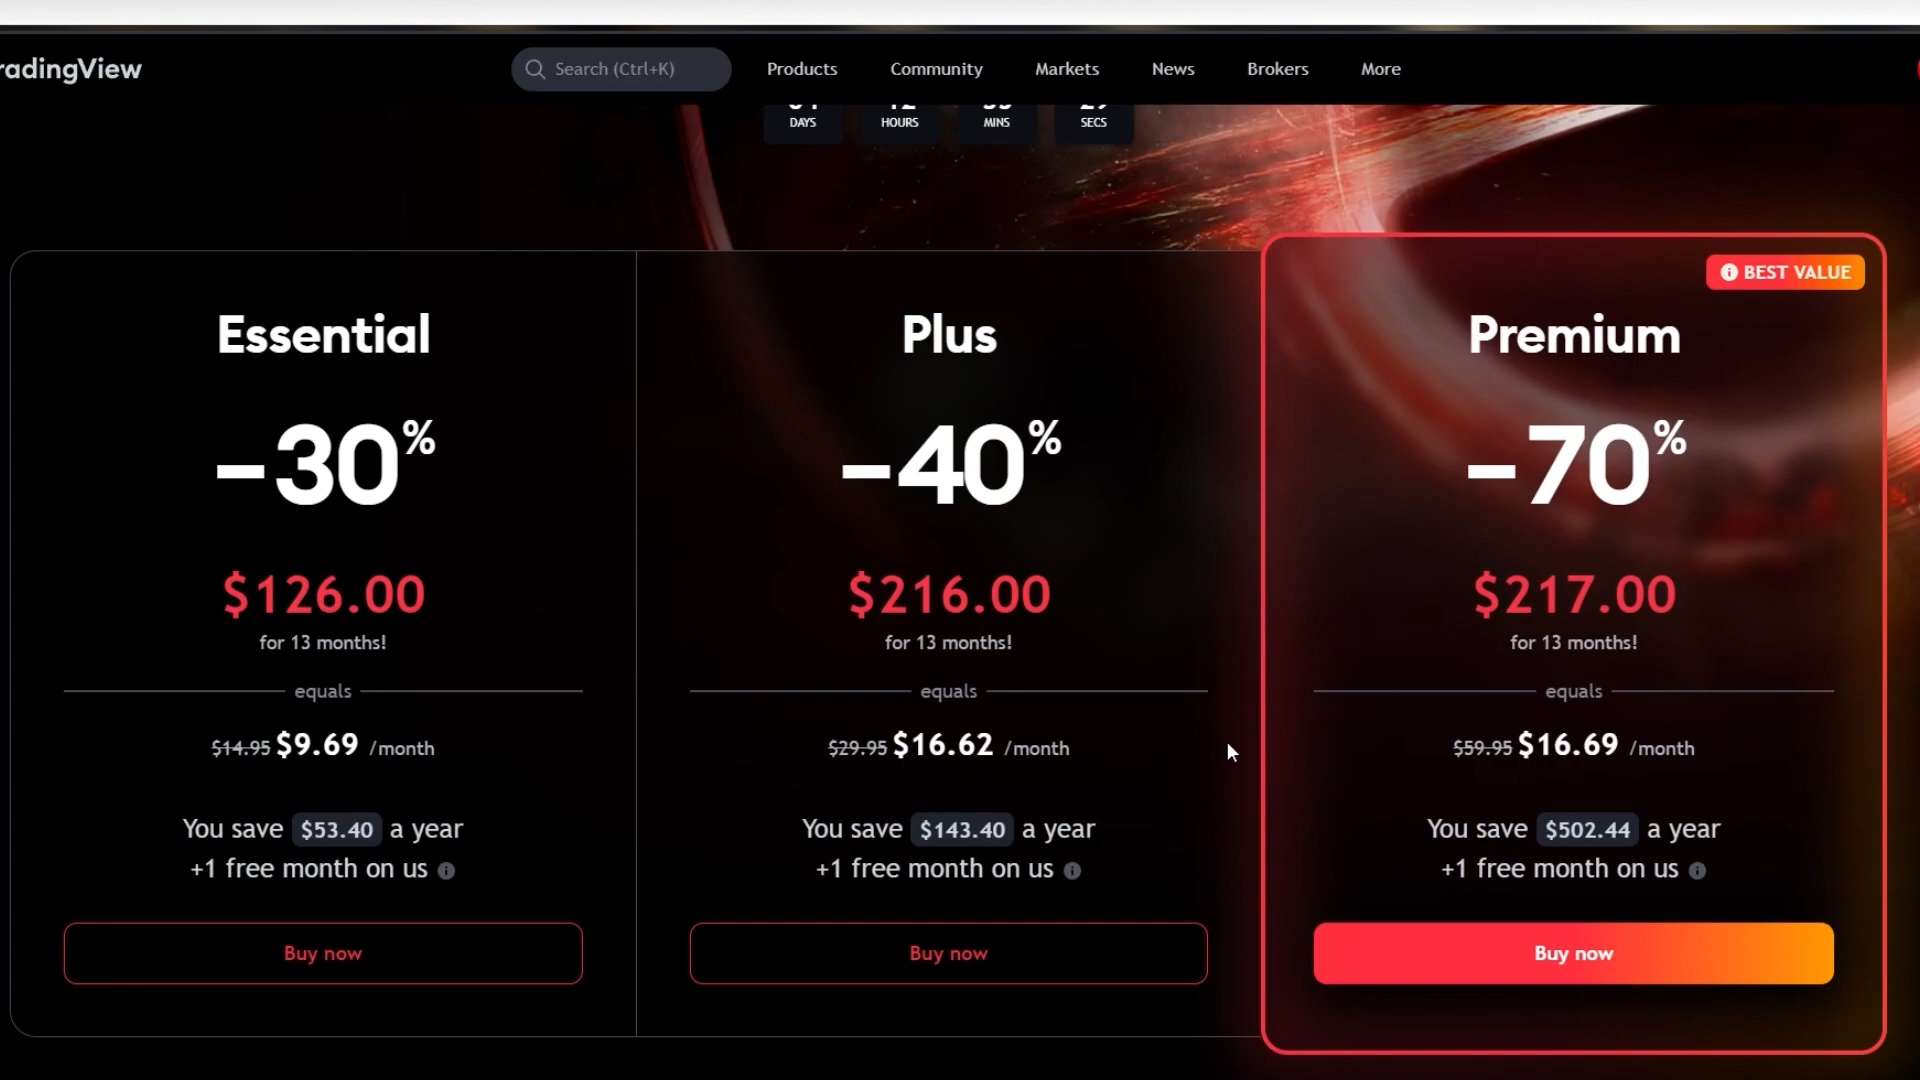 radingView
Search (Ctrl+K)
Products
Community
Markets
News
Brokers
More
DAYS
HOURS
MINS
SECS
BEST VALUE
Essential
-30%
$126.00
for 13 months!
equals
$14.95 $9.69 /month
You save $53.40 a year
+1 free month on us
Buy now
Plus
-40%
$216.00
for 13 months!
equals
$29.95 $16.62 /month
You save $143.40 a year
+1 free month on us
Buy now
Premium
-70%
$217.00
for 13 months!
equals
$59.95 $16.69 /month
You save $502.44 a year
+1 free month on us
Buy now